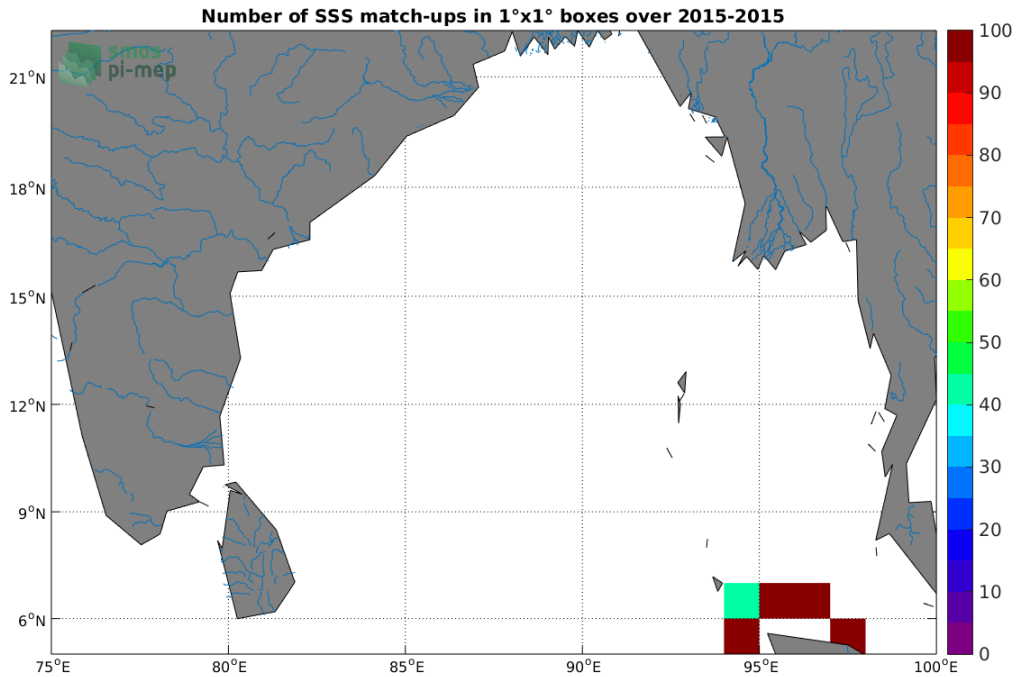 Number of SSS match-ups in 1°x1° boxes over 2015-2015
smos
pi-mep
21°N
18°N
15°N
12°N
9°N
6°N
75°E
80°E
85°E
90°E
95°E
100°E
100
90
80
70
60
50
40
30
20
10
0